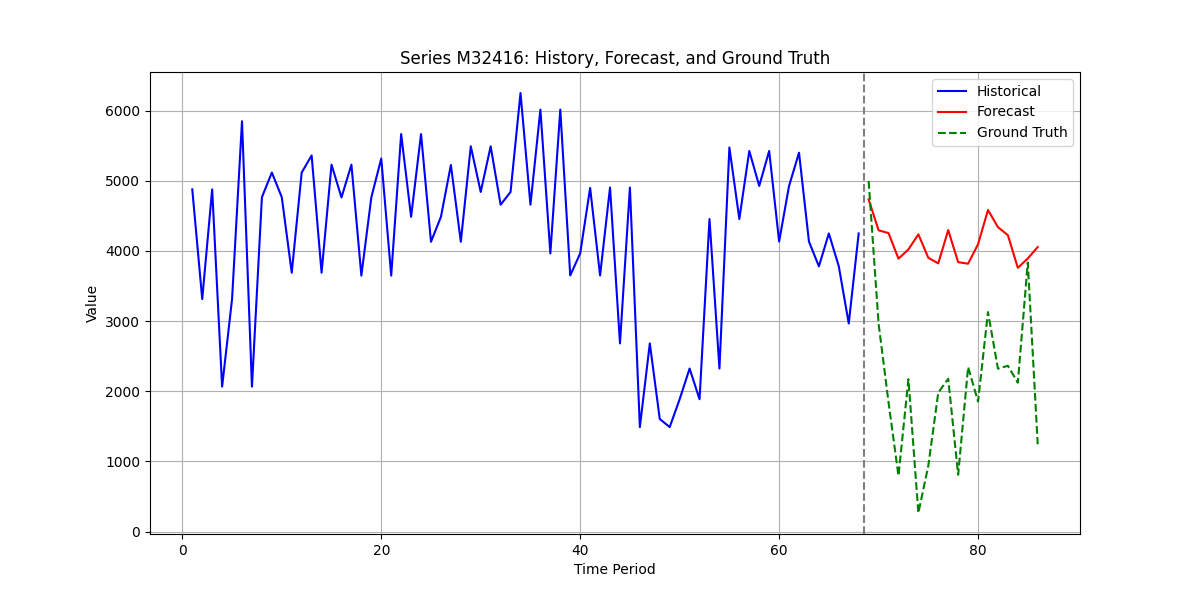 Series M32416: History, Forecast, and Ground Truth
Historical
Forecast
Ground Truth
6000
5000
4000
3000
2000
1000
0
Value
0 20 40 60 80
Time Period